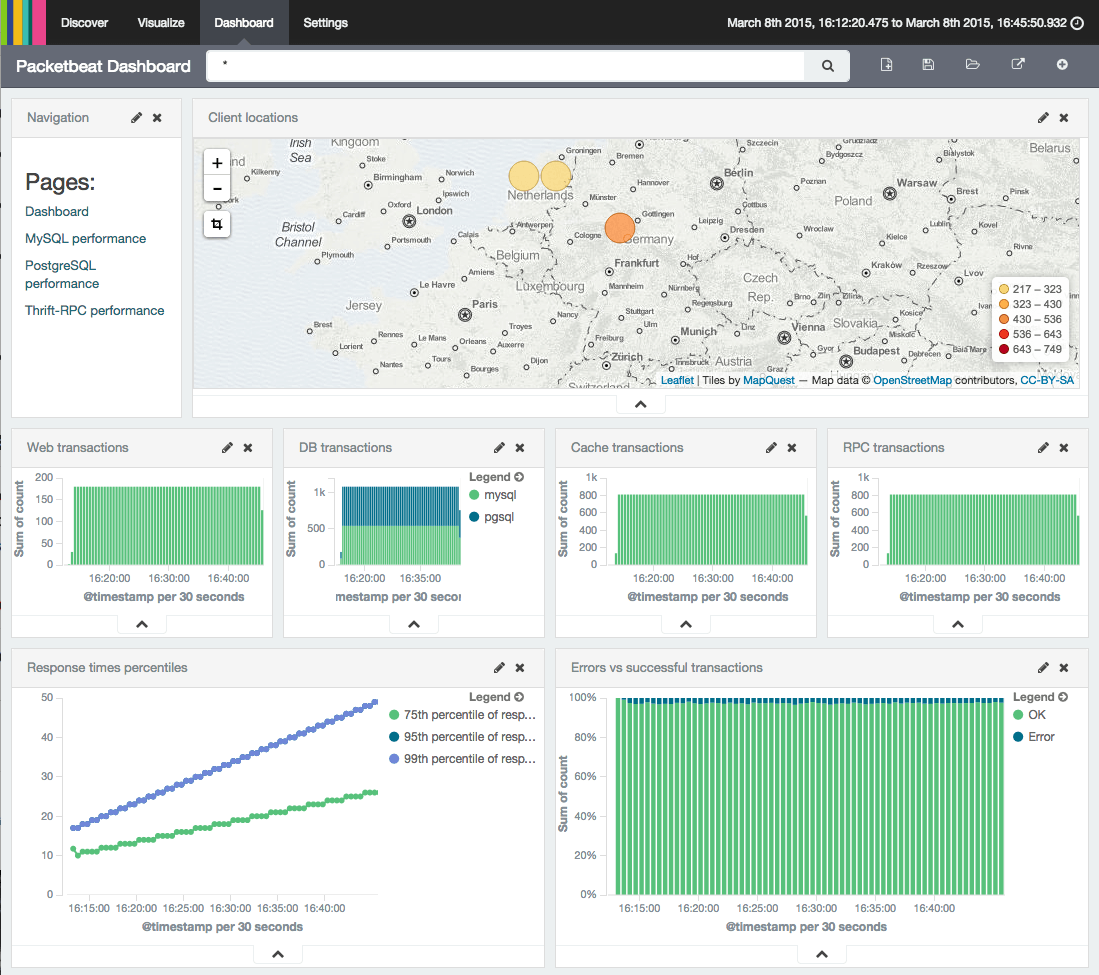 Discover Visualize Dashboard Settings March 8th 2015, 16:12:20.475 to March 8th 2015, 16:45:50.932
Packetbeat Dashboard *
Navigation
Pages:
Dashboard
MySQL performance
PostgreSQL
performance
Thrift-RPC performance
Client locations
+
−
Irish
Sea
Kingdom
Stoke
Kilkenny
Birmingham
Norwich
Ipswich
Oxford
London
Cardiff
Bristol
Channel
Portsmouth
Plymouth
Calais
Groningen
Bremen
Netherlands
Hannover
Münster
Antwerpen
Cologne
Gottingen
Germany
Belgium
Luxembourg
Frankfurt
Berlin
Szczecin
Bydgoszcz
Grudziadz
Bialystok
Belarus
Poznan
Warsaw
Poland
Brest
Pinsk
Cottbus
Leipzig
Dresden
Wroclaw
Lublin
Kovel
Kielce
Rivne
Hof
Kraków
Rzeszow
Lvov
Amiens
Le Havre
Jersey
Paris
Mannheim
Nürnberg
Regensburg
Czech
Rep.
Brno
Zlin
Zilina
Kosice
Brest
Rennes
Le Mans
Lorient
Nantes
Tours
Orleans
Troyes
Auxerre
Bourges
Dijon
Nancy
Stuttgart
Ulm
Freiburg
Zürich
Munich
Innsbruck
Linz
Vienna
Slovakia
Miskolc
Austria
Graz
Gyor
Budapest
Debrecen
Baia Mare
Switzerland
217 – 323
323 – 430
430 – 536
536 – 643
643 – 749
Leaflet | Tiles by MapQuest — Map data © OpenStreetMap contributors, CC-BY-SA
Web transactions
Sum of count
200
150
100
50
0
16:20:00 16:30:00 16:40:00
@timestamp per 30 seconds
DB transactions
Sum of count
1k
500
0
16:20:00 16:35:00
mestamp per 30 seco
Legend
mysql
pgsql
Cache transactions
Sum of count
1k
800
600
400
200
0
16:20:00 16:30:00 16:40:00
@timestamp per 30 seconds
RPC transactions
Sum of count
1k
800
600
400
200
0
16:20:00 16:30:00 16:40:00
@timestamp per 30 seconds
Response times percentiles
50
40
30
20
10
0
16:15:00 16:20:00 16:25:00 16:30:00 16:35:00 16:40:00
@timestamp per 30 seconds
Legend
75th percentile of resp...
95th percentile of resp...
99th percentile of resp...
Errors vs successful transactions
Sum of count
100%
80%
60%
40%
20%
0%
16:15:00 16:20:00 16:25:00 16:30:00 16:35:00 16:40:00
@timestamp per 30 seconds
Legend
OK
Error